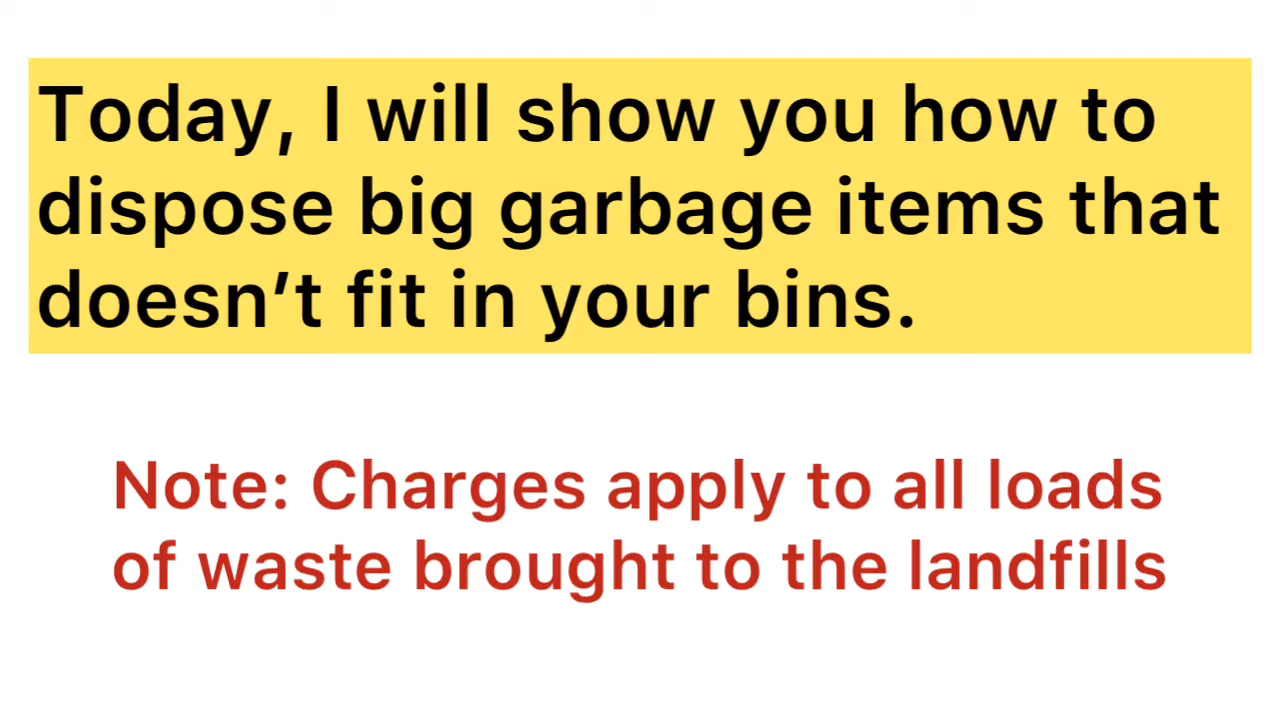 Today, I will show you how to
dispose big garbage items that
doesn’t fit in your bins.
Note: Charges apply to all loads
of waste brought to the landfills